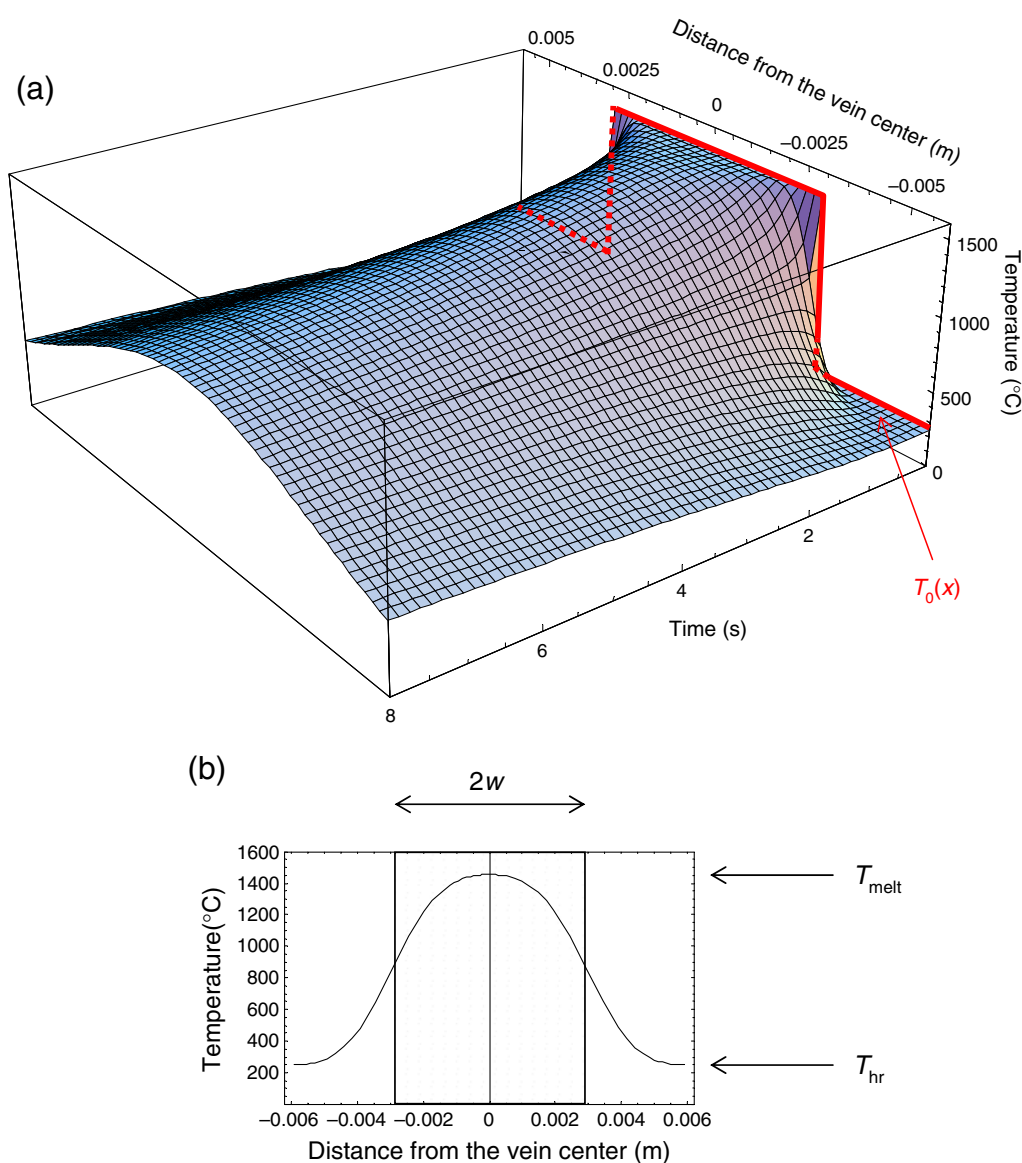 (a)
0.005
0.0025
0
−0.0025
−0.005
Distance from the vein center (m)
1500
1000
500
0
Temperature (°C)
2
4
6
8
Time (s)
T0(x)
(b)
2w
1600
1400
1200
1000
800
600
400
200
Temperature(°C)
−0.006 −0.004 −0.002 0 0.002 0.004 0.006
Distance from the vein center (m)
Tmelt
Thr